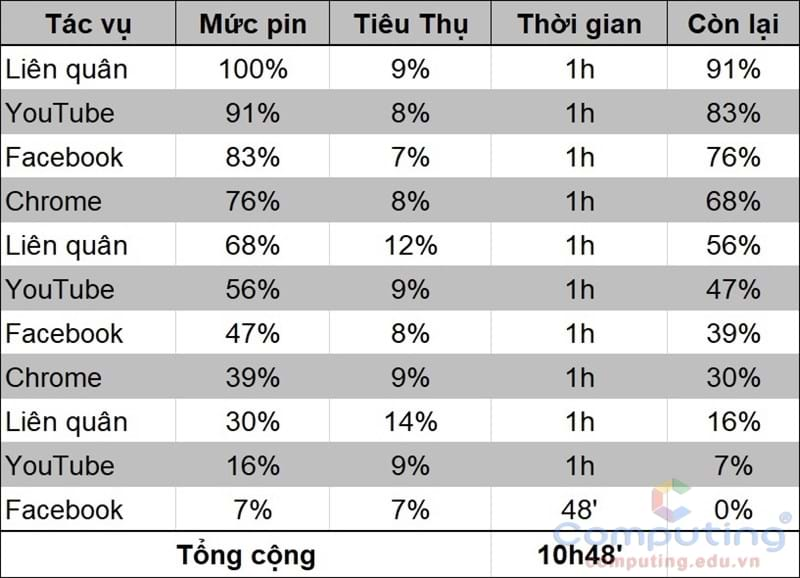 Tác vụ Mức pin Tiêu Thụ Thời gian Còn lại
Liên quân 100% 9% 1h 91%
YouTube 91% 8% 1h 83%
Facebook 83% 7% 1h 76%
Chrome 76% 8% 1h 68%
Liên quân 68% 12% 1h 56%
YouTube 56% 9% 1h 47%
Facebook 47% 8% 1h 39%
Chrome 39% 9% 1h 30%
Liên quân 30% 14% 1h 16%
YouTube 16% 9% 1h 7%
Facebook 7% 7% 48' 0%
Tổng cộng 10h48'
Computing®
computing.edu.vn